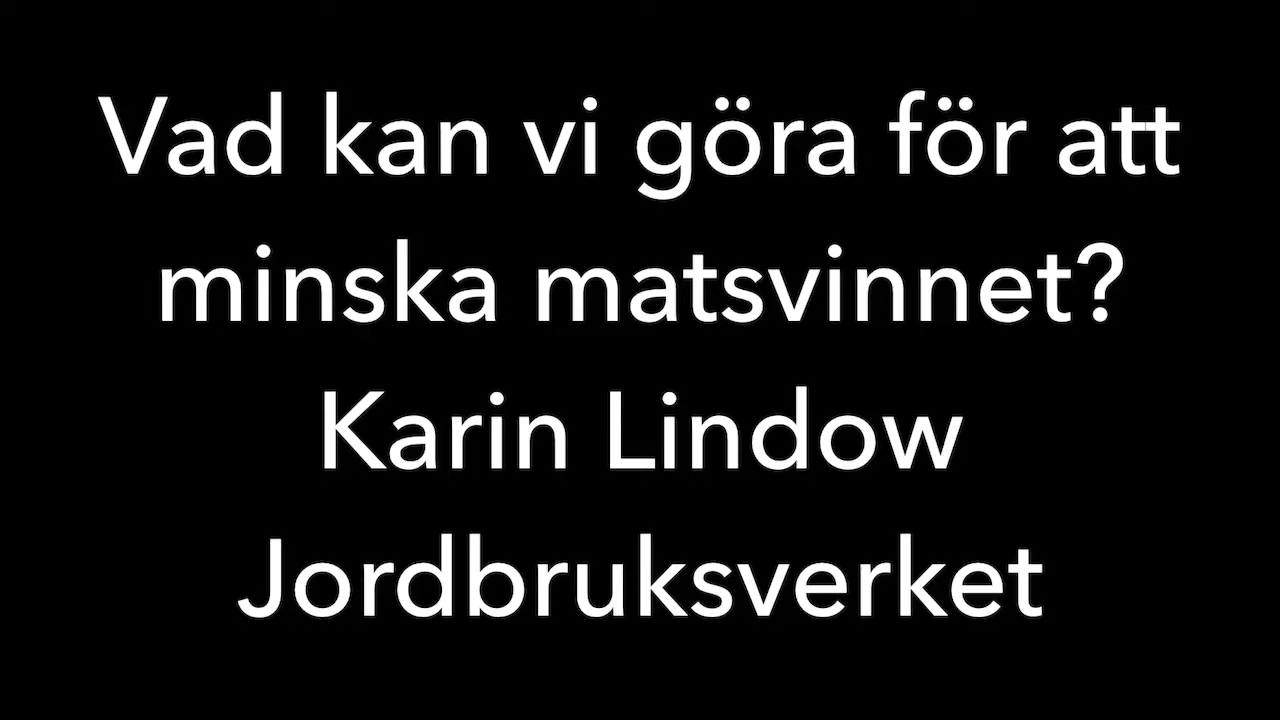 Vad kan vi göra för att
minska matsvinnet?
Karin Lindow
Jordbruksverket